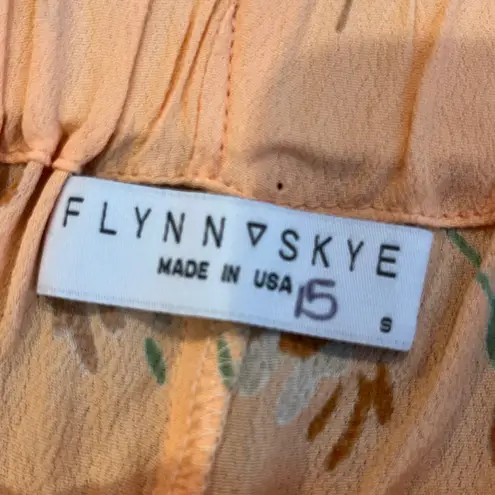 FLYNN ▽ SKYE
MADE IN USA
15
S